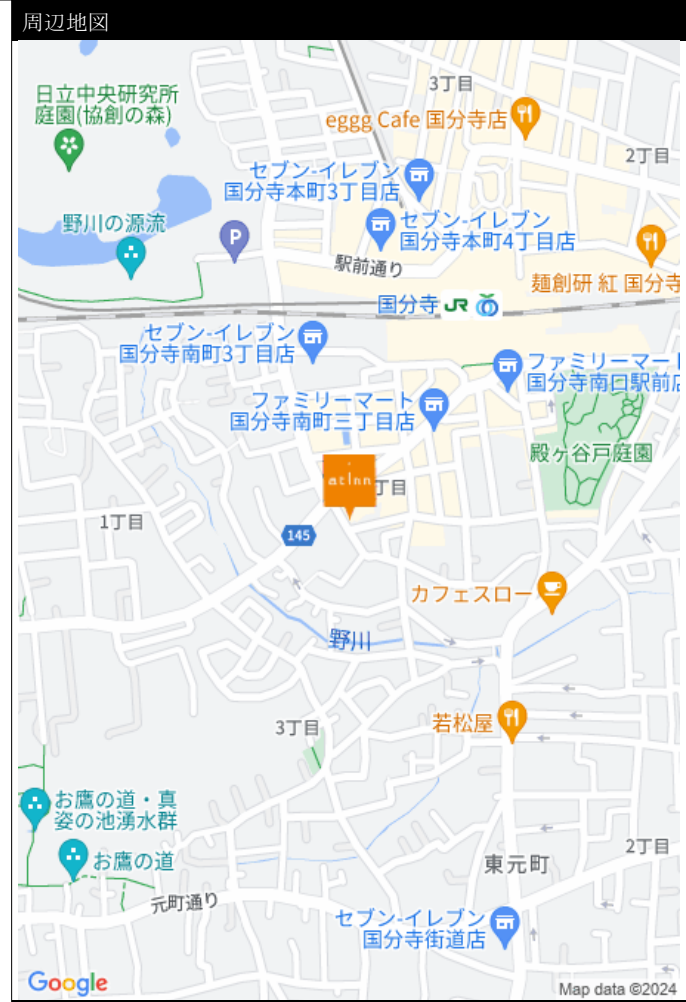 周辺地図
3丁目
日立中央研究所
庭園(協創の森)
eggg Cafe 国分寺店
2丁目
セブン-イレブン
国分寺本町3丁目店
野川の源流
P
セブン-イレブン
国分寺本町4丁目店
駅前通り
麺創研 紅 国分寺
国分寺 JR
セブン-イレブン
国分寺南町3丁目店
ファミリーマート
国分寺南口駅前店
ファミリーマート
国分寺南町三丁目店
殿ヶ谷戸庭園
at inn
丁目
1丁目
145
カフェスロー
野川
3丁目
若松屋
お鷹の道・真
姿の池湧水群
お鷹の道
2丁目
東元町
元町通り
セブン-イレブン
国分寺街道店
Google
Map data ©2024